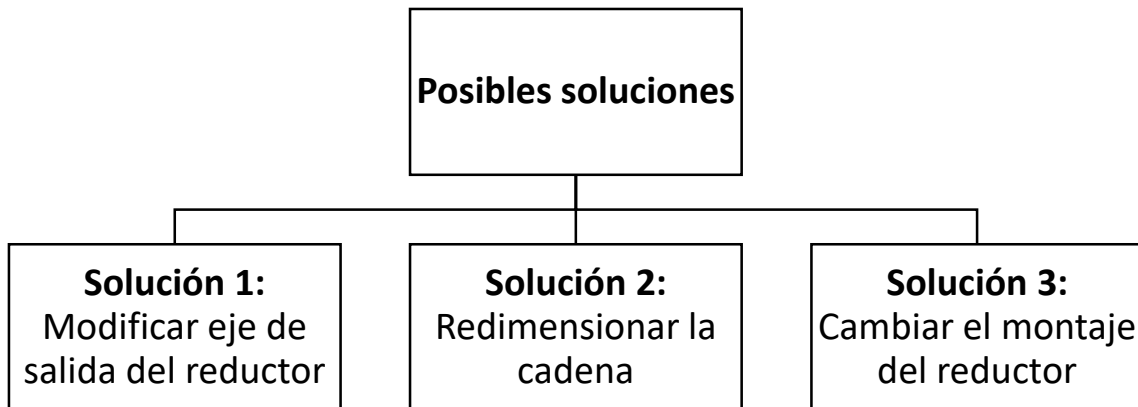 Posibles soluciones
Solución 1:
Modificar eje de
salida del reductor
Solución 2:
Redimensionar la
cadena
Solución 3:
Cambiar el montaje
del reductor